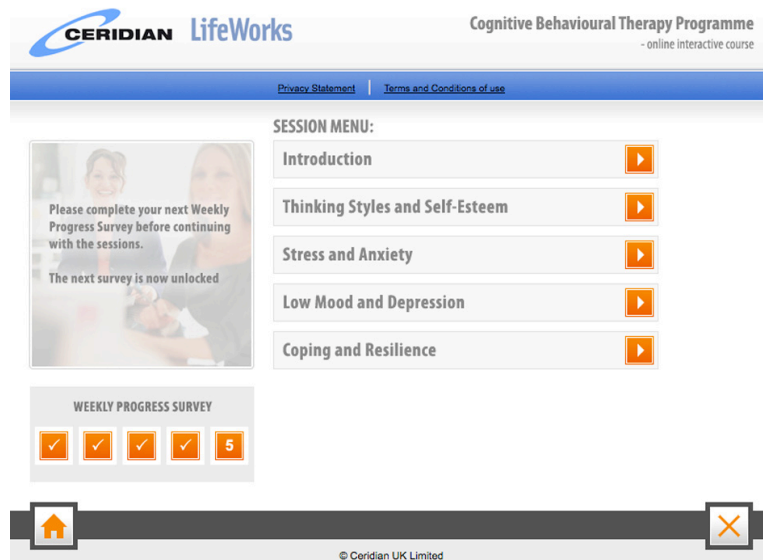 CERIDIAN LifeWorks
Cognitive Behavioural Therapy Programme
- online interactive course
Privacy Statement | Terms and Conditions of use
SESSION MENU:
Introduction
Thinking Styles and Self-Esteem
Stress and Anxiety
Low Mood and Depression
Coping and Resilience
Please complete your next Weekly
Progress Survey before continuing
with the sessions.
The next survey is now unlocked
WEEKLY PROGRESS SURVEY
5
© Ceridian UK Limited